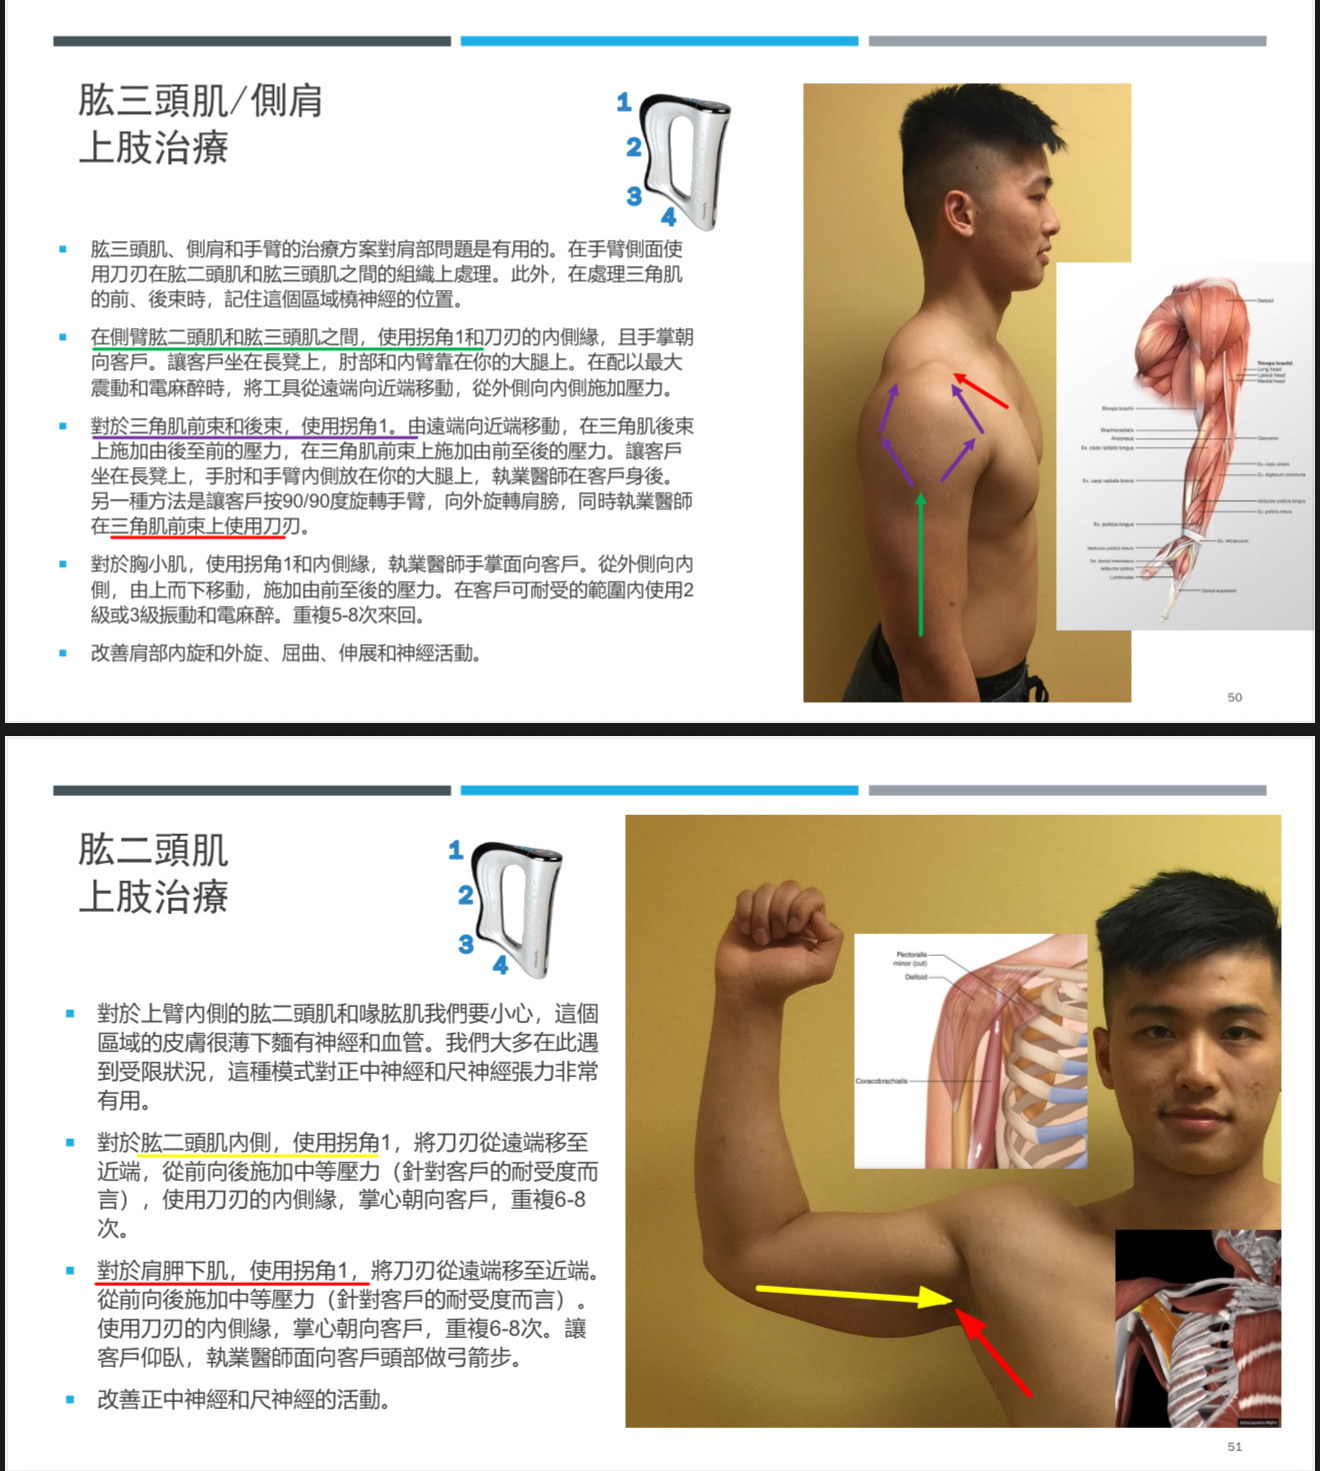 肱三頭肌/側肩
上肢治療
1
2
3
4
肱三頭肌、側肩和手臂的治療方案對肩部問題是有用的。在手臂側面使
用刀刃在肱二頭肌和肱三頭肌之間的組織上處理。此外，在處理三角肌
的前、後束時，記住這個區域橈神經的位置。
在側臂肱二頭肌和肱三頭肌之間，使用拐角1和刀刃的內側緣，且手掌朝
向客戶。讓客戶坐在長凳上，肘部和內臂靠在你的大腿上。在配以最大
震動和電麻醉時，將工具從遠端向近端移動，從外側向內側施加壓力。
對於三角肌前束和後束，使用拐角1。由遠端向近端移動，在三角肌後束
上施加由後至前的壓力，在三角肌前束上施加由前至後的壓力。讓客戶
坐在長凳上，手肘和手臂內側放在你的大腿上，執業醫師在客戶身後。
另一種方法是讓客戶按90/90度旋轉手臂，向外旋轉肩膀，同時執業醫師
在三角肌前束上使用刀刃。
對於胸小肌，使用拐角1和內側緣，執業醫師手掌面向客戶。從外側向內
側，由上而下移動，施加由前至後的壓力。在客戶可耐受的範圍內使用2
級或3級振動和電麻醉。重複5-8次來回。
改善肩部內旋和外旋、屈曲、伸展和神經活動。
Deltoid
Triceps brachii
Long head
Lateral head
Medial head
Biceps brachii
Brachioradialis
Anconeus
Ex. carpi radialis longus
Ex. carpi radialis brevis
Ex. carpi ulnaris
Ex. digitorum communis
Abductor pollicis longus
Ex. pollicis brevis
Ex. pollicis longus
Ex. retinaculum
Adductor pollicis
Lumbricales
Dorsal expansion
50
肱二頭肌
上肢治療
1
2
3
4
對於上臂內側的肱二頭肌和喙肱肌我們要小心，這個
區域的皮膚很薄下麵有神經和血管。我們大多在此遇
到受限狀況，這種模式對正中神經和尺神經張力非常
有用。
對於肱二頭肌內側，使用拐角1，將刀刃從遠端移至
近端，從前向後施加中等壓力（針對客戶的耐受度而
言），使用刀刃的內側緣，掌心朝向客戶，重複6-8
次。
對於肩胛下肌，使用拐角1，將刀刃從遠端移至近端。
從前向後施加中等壓力（針對客戶的耐受度而言）。
使用刀刃的內側緣，掌心朝向客戶，重複6-8次。讓
客戶仰臥，執業醫師面向客戶頭部做弓箭步。
改善正中神經和尺神經的活動。
Pectoralis
minor (cut)
Deltoid
Coracobrachialis
51